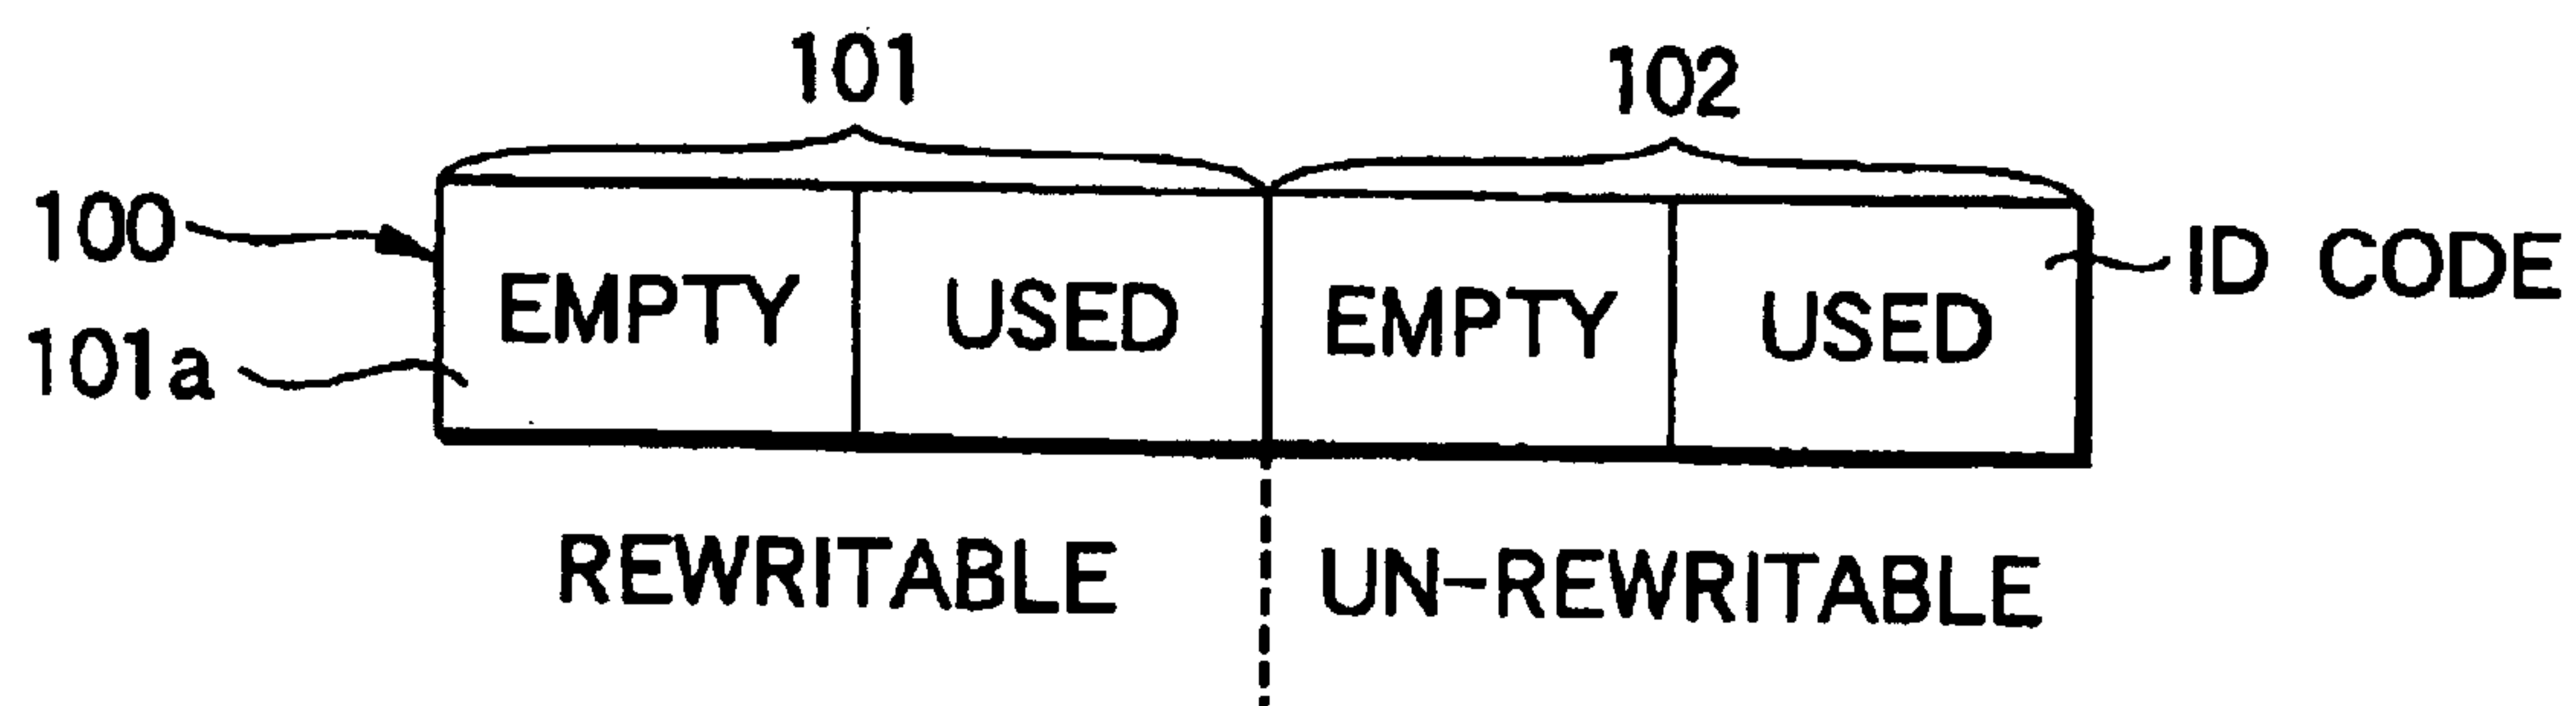 101 102
100 ID CODE
EMPTY USED EMPTY USED
101a
REWRITABLE UN-REWRITABLE